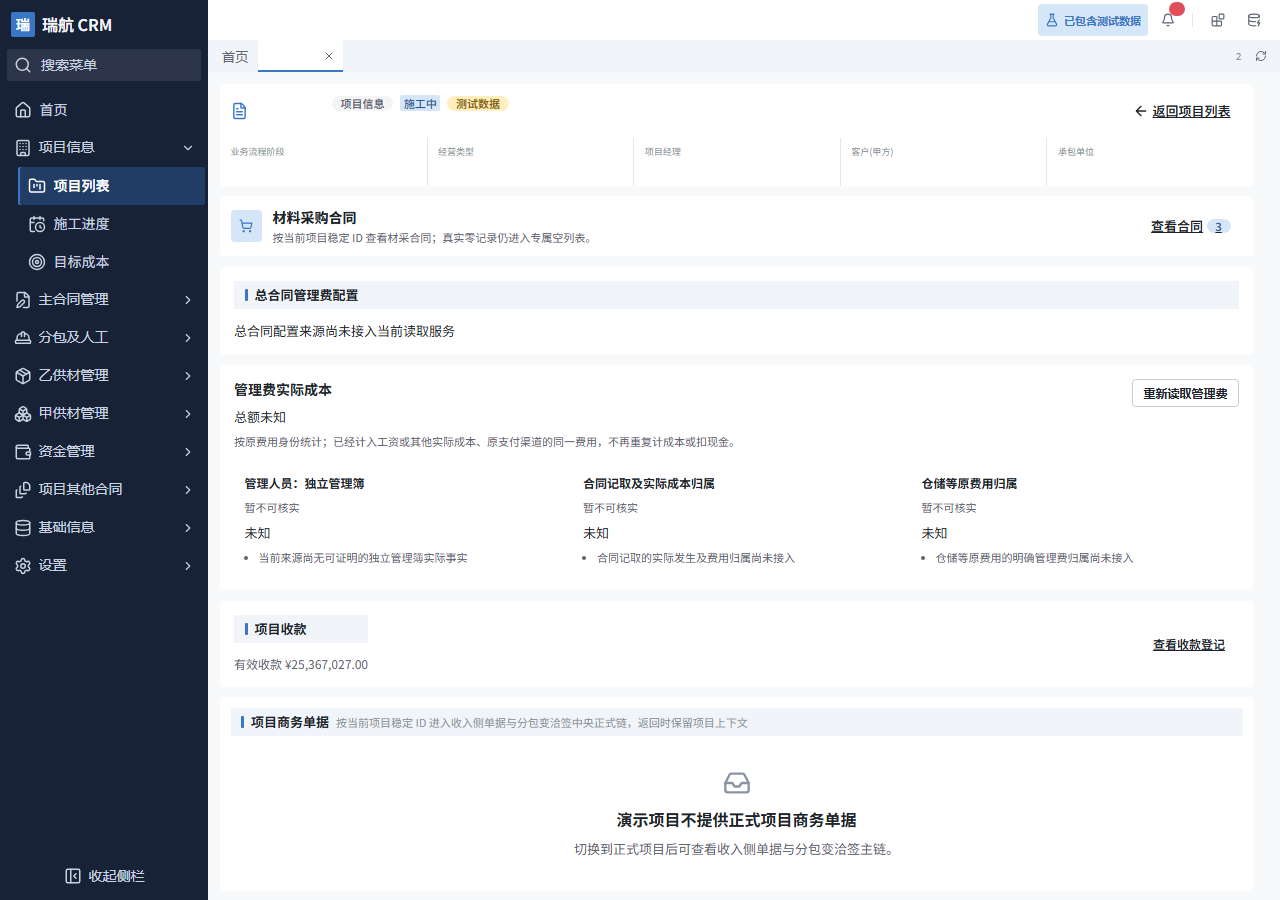 瑞 瑞航 CRM
搜索菜单
首页
项目信息
项目列表
施工进度
目标成本
主合同管理
分包及人工
乙供材管理
甲供材管理
资金管理
项目其他合同
基础信息
设置
收起侧栏
已包含测试数据
首页
2
项目信息 施工中 测试数据
返回项目列表
业务流程阶段 经营类型 项目经理 客户(甲方) 承包单位
材料采购合同
按当前项目稳定 ID 查看材采合同；真实零记录仍进入专属空列表。
查看合同 3
总合同管理费配置
总合同配置来源尚未接入当前读取服务
管理费实际成本
重新读取管理费
总额未知
按原费用身份统计；已经计入工资或其他实际成本、原支付渠道的同一费用，不再重复计成本或扣现金。
管理人员：独立管理簿 合同记取及实际成本归属 仓储等原费用归属
暂不可核实 暂不可核实 暂不可核实
未知 未知 未知
当前来源尚无可证明的独立管理簿实际事实 合同记取的实际发生及费用归属尚未接入 仓储等原费用的明确管理费归属尚未接入
项目收款
有效收款 ¥25,367,027.00
查看收款登记
项目商务单据 按当前项目稳定 ID 进入收入侧单据与分包变洽签中央正式链，返回时保留项目上下文
演示项目不提供正式项目商务单据
切换到正式项目后可查看收入侧单据与分包变洽签主链。